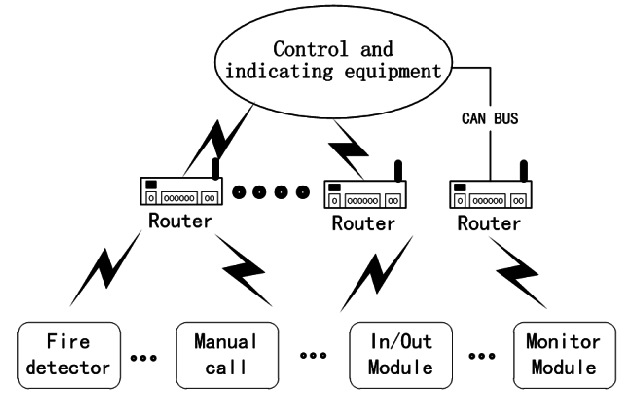 Control and
indicating equipment
CAN BUS
Router
Router
Router
Fire
detector
Manual
call
In/Out
Module
Monitor
Module